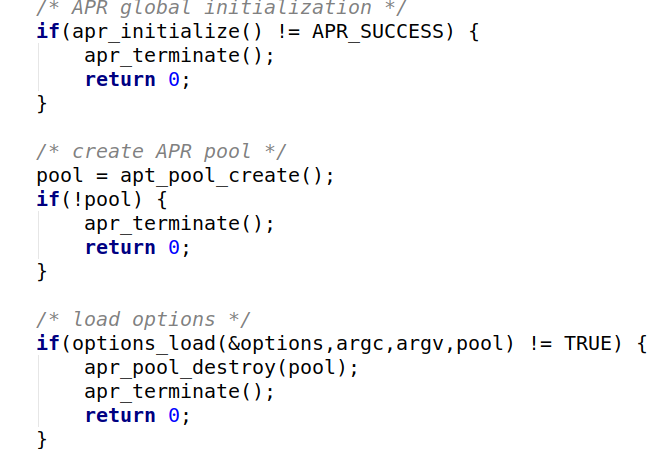 /* APR global initialization */
if(apr_initialize() != APR_SUCCESS) {
apr_terminate();
return 0;
}
/* create APR pool */
pool = apt_pool_create();
if(!pool) {
apr_terminate();
return 0;
}
/* load options */
if(options_load(&options,argc,argv,pool) != TRUE) {
apr_pool_destroy(pool);
apr_terminate();
return 0;
}